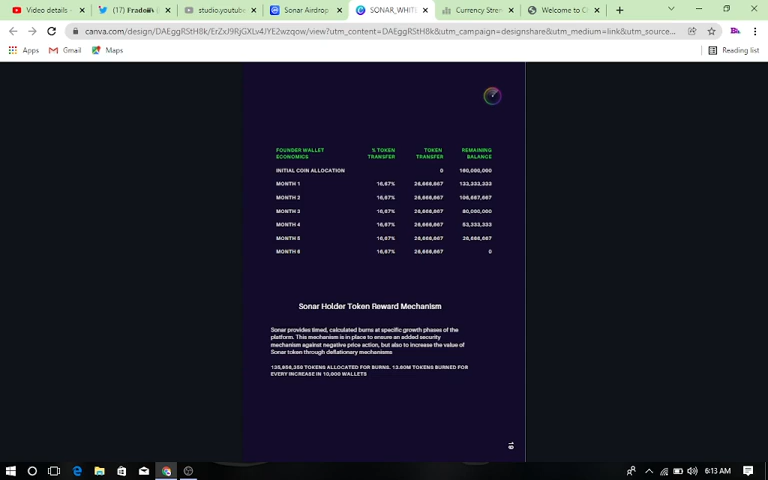 Video details -
(17) Fradeήk /
studio.youtube
Sonar Airdrop
SONAR_WHIT
Currency Stren
Welcome to C
canva.com/design/DAEggRStH8k/ErZxJ9RjGXLv4JYE2wzqow/view?utm_content=DAEggRStH8k&utm_campaign=designshare&utm_medium=link&utm_source...
Apps
Gmail
Maps
Reading list
FOUNDER WALLET ECONOMICS
% TOKEN TRANSFER
TOKEN TRANSFER
REMAINING BALANCE
INITIAL COIN ALLOCATION 0 160,000,000
MONTH 1 16,67% 26,666,667 133,333,333
MONTH 2 16,67% 26,666,667 106,667,667
MONTH 3 16,67% 26,666,667 80,000,000
MONTH 4 16,67% 26,666,667 53,333,333
MONTH 5 16,67% 26,666,667 26,666,667
MONTH 6 16,67% 26,666,667 0
Sonar Holder Token Reward Mechanism
Sonar provides timed, calculated burns at specific growth phases of the
platform. This mechanism is in place to ensure an added security
mechanism against negative price action, but also to increase the value of
Sonar token through deflationary mechanisms
TOKENS ALLOCATED FOR BURNS. 13.60M TOKENS BURNED FOR
EVERY INCREASE IN 10,000 WALLETS
6:13 AM